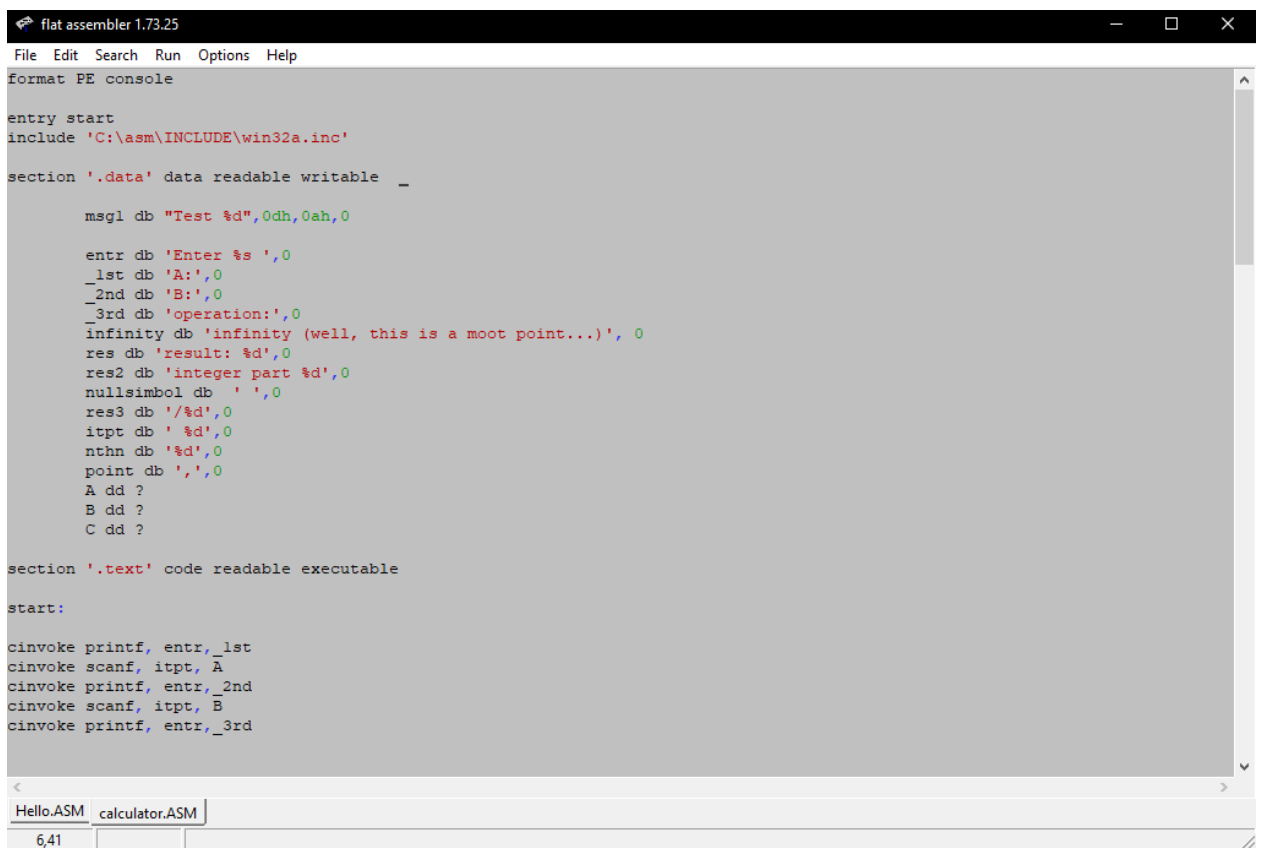 flat assembler 1.73.25
File Edit Search Run Options Help
format PE console
entry start
include 'C:\asm\INCLUDE\win32a.inc'
section '.data' data readable writable _
msg1 db "Test %d",0dh,0ah,0
entr db 'Enter %s ',0
_1st db 'A:',0
_2nd db 'B:',0
_3rd db 'operation:',0
infinity db 'infinity (well, this is a moot point...)', 0
res db 'result: %d',0
res2 db 'integer part %d',0
nullsimbol db  ' ',0
res3 db '/%d',0
itpt db ' %d',0
nthn db '%d',0
point db ',',0
A dd ?
B dd ?
C dd ?
section '.text' code readable executable
start:
cinvoke printf, entr,_1st
cinvoke scanf, itpt, A
cinvoke printf, entr,_2nd
cinvoke scanf, itpt, B
cinvoke printf, entr,_3rd
Hello.ASM calculator.ASM
6,41